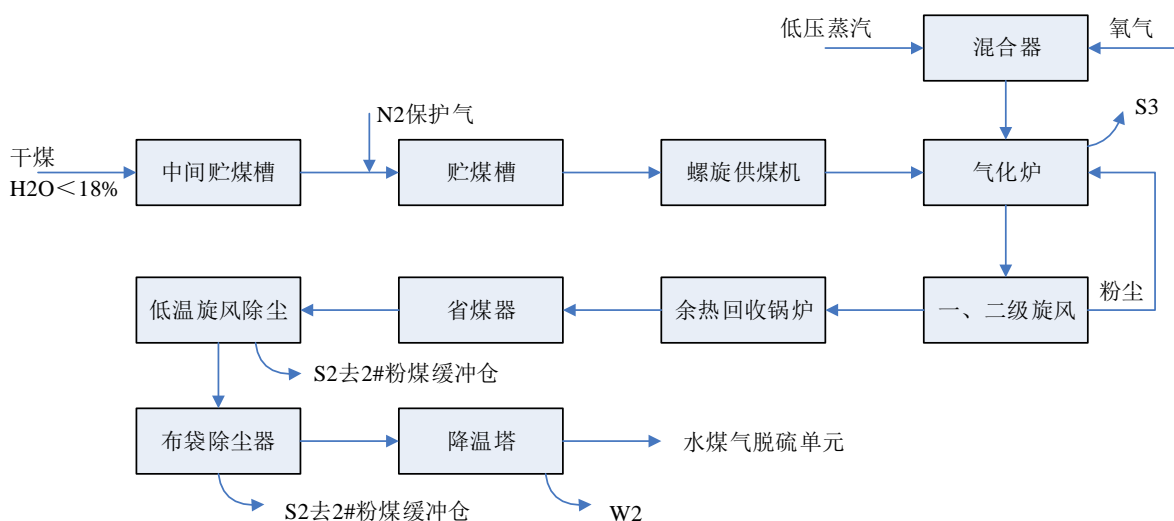 低压蒸汽
混合器
氧气
N2保护气
S3
干煤
H2O＜18%
中间贮煤槽
贮煤槽
螺旋供煤机
气化炉
粉尘
低温旋风除尘
省煤器
余热回收锅炉
一、二级旋风
S2去2#粉煤缓冲仓
布袋除尘器
降温塔
水煤气脱硫单元
S2去2#粉煤缓冲仓
W2